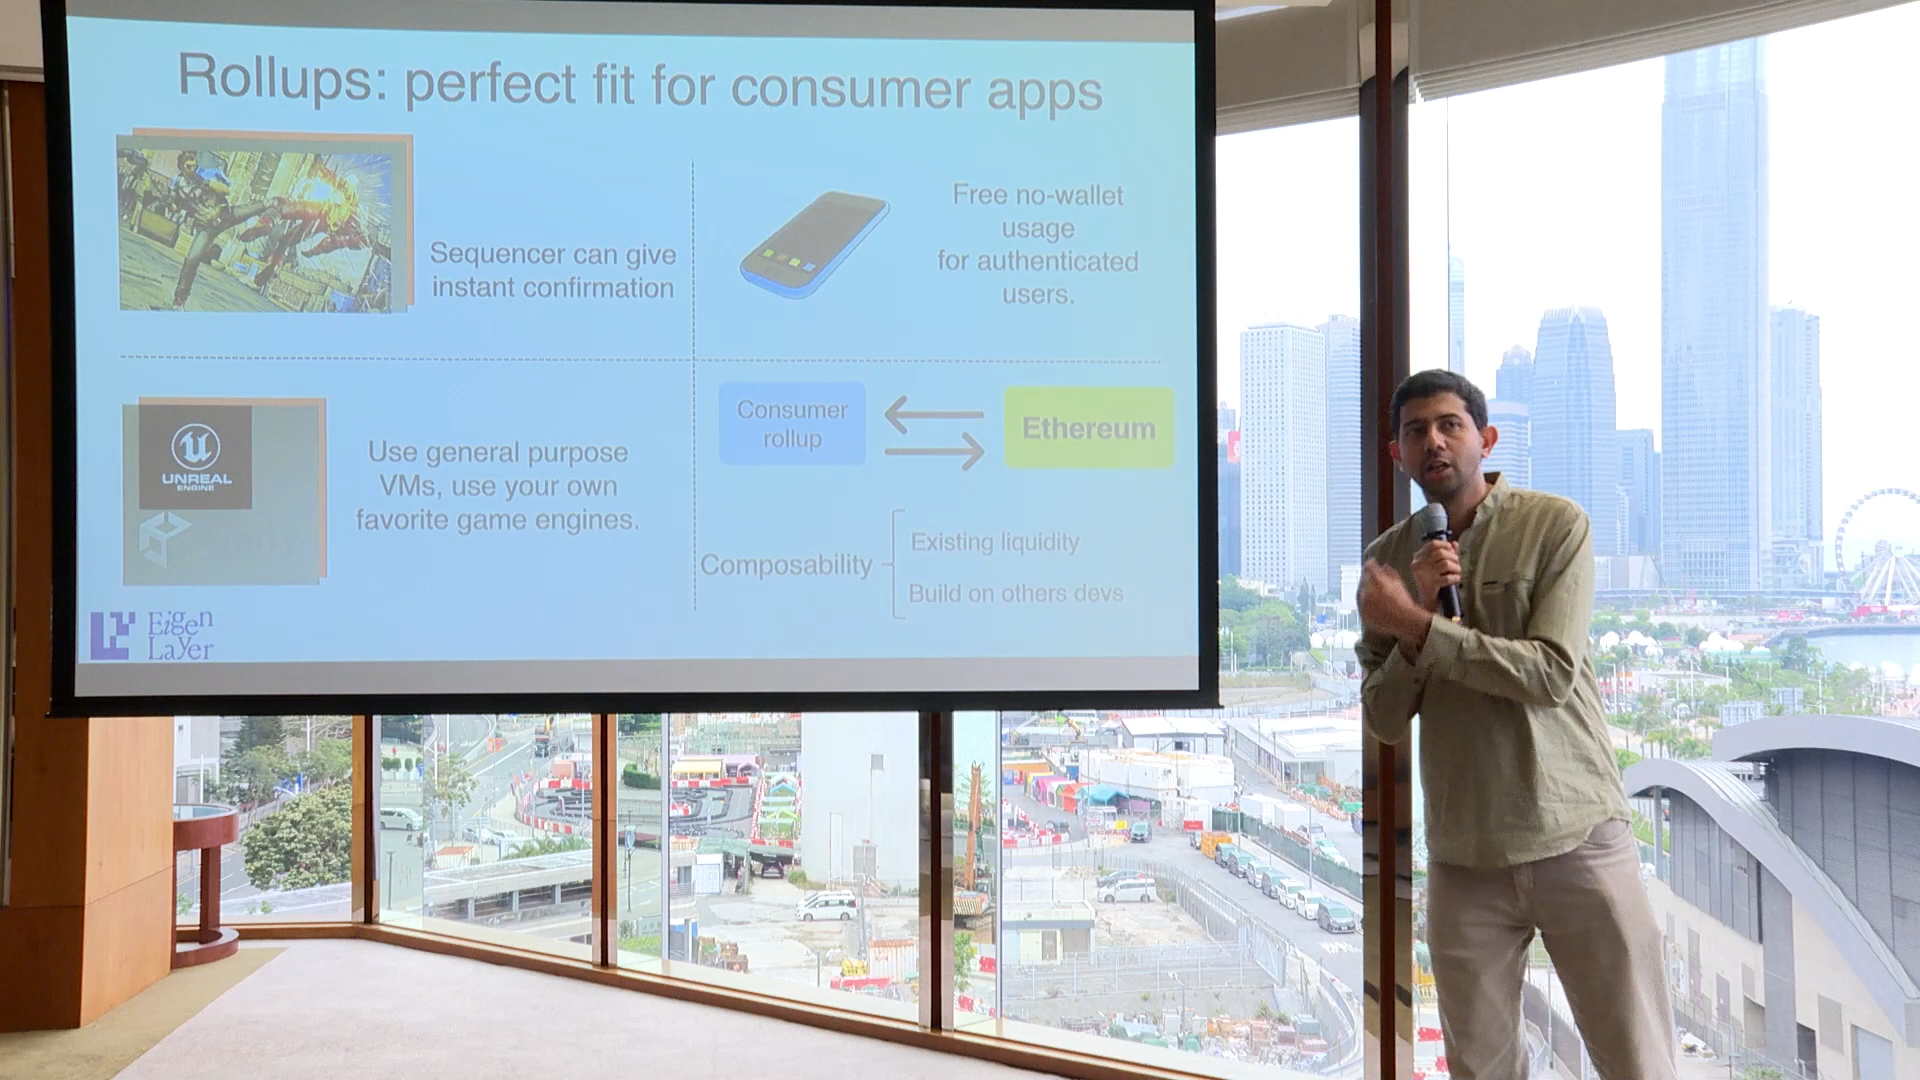 Rollups: perfect fit for consumer apps
Sequencer can give
instant confirmation
Free no-wallet
usage
for authenticated
users.
UNREAL
ENGINE
Use general purpose
VMs, use your own
favorite game engines.
Consumer
rollup
Ethereum
Composability
Existing liquidity
Build on others devs
Eigen
Layer